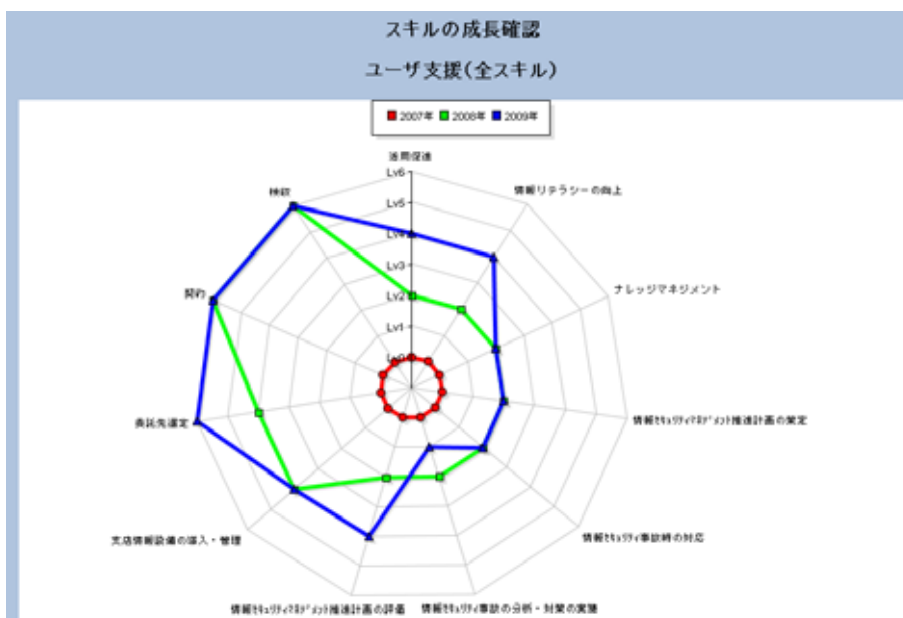 スキルの成長確認
ユーザ支援(全スキル)
2007年 2008年 2009年
活用促進
Lv6
Lv5
Lv4
Lv3
Lv2
Lv1
Lv0
検収
情報リテラシーの向上
契約
ナレッジマネジメント
委託先選定
情報ｾｷｭﾘﾃｨﾏﾈｼﾞﾒﾝﾄ推進計画の策定
支店情報設備の導入・管理
情報ｾｷｭﾘﾃｨ事故時の対応
情報ｾｷｭﾘﾃｨﾏﾈｼﾞﾒﾝﾄ推進計画の評価
情報ｾｷｭﾘﾃｨ事故の分析・対策の実施